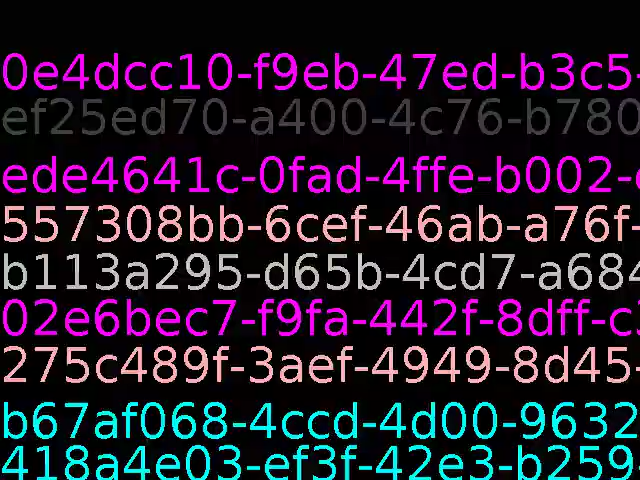 0e4dcc10-f9eb-47ed-b3c5-
ef25ed70-a400-4c76-b780
ede4641c-0fad-4ffe-b002-
557308bb-6cef-46ab-a76f-
b113a295-d65b-4cd7-a684
02e6bec7-f9fa-442f-8dff-c
275c489f-3aef-4949-8d45-
b67af068-4ccd-4d00-9632
418a4e03-ef3f-42e3-b259-